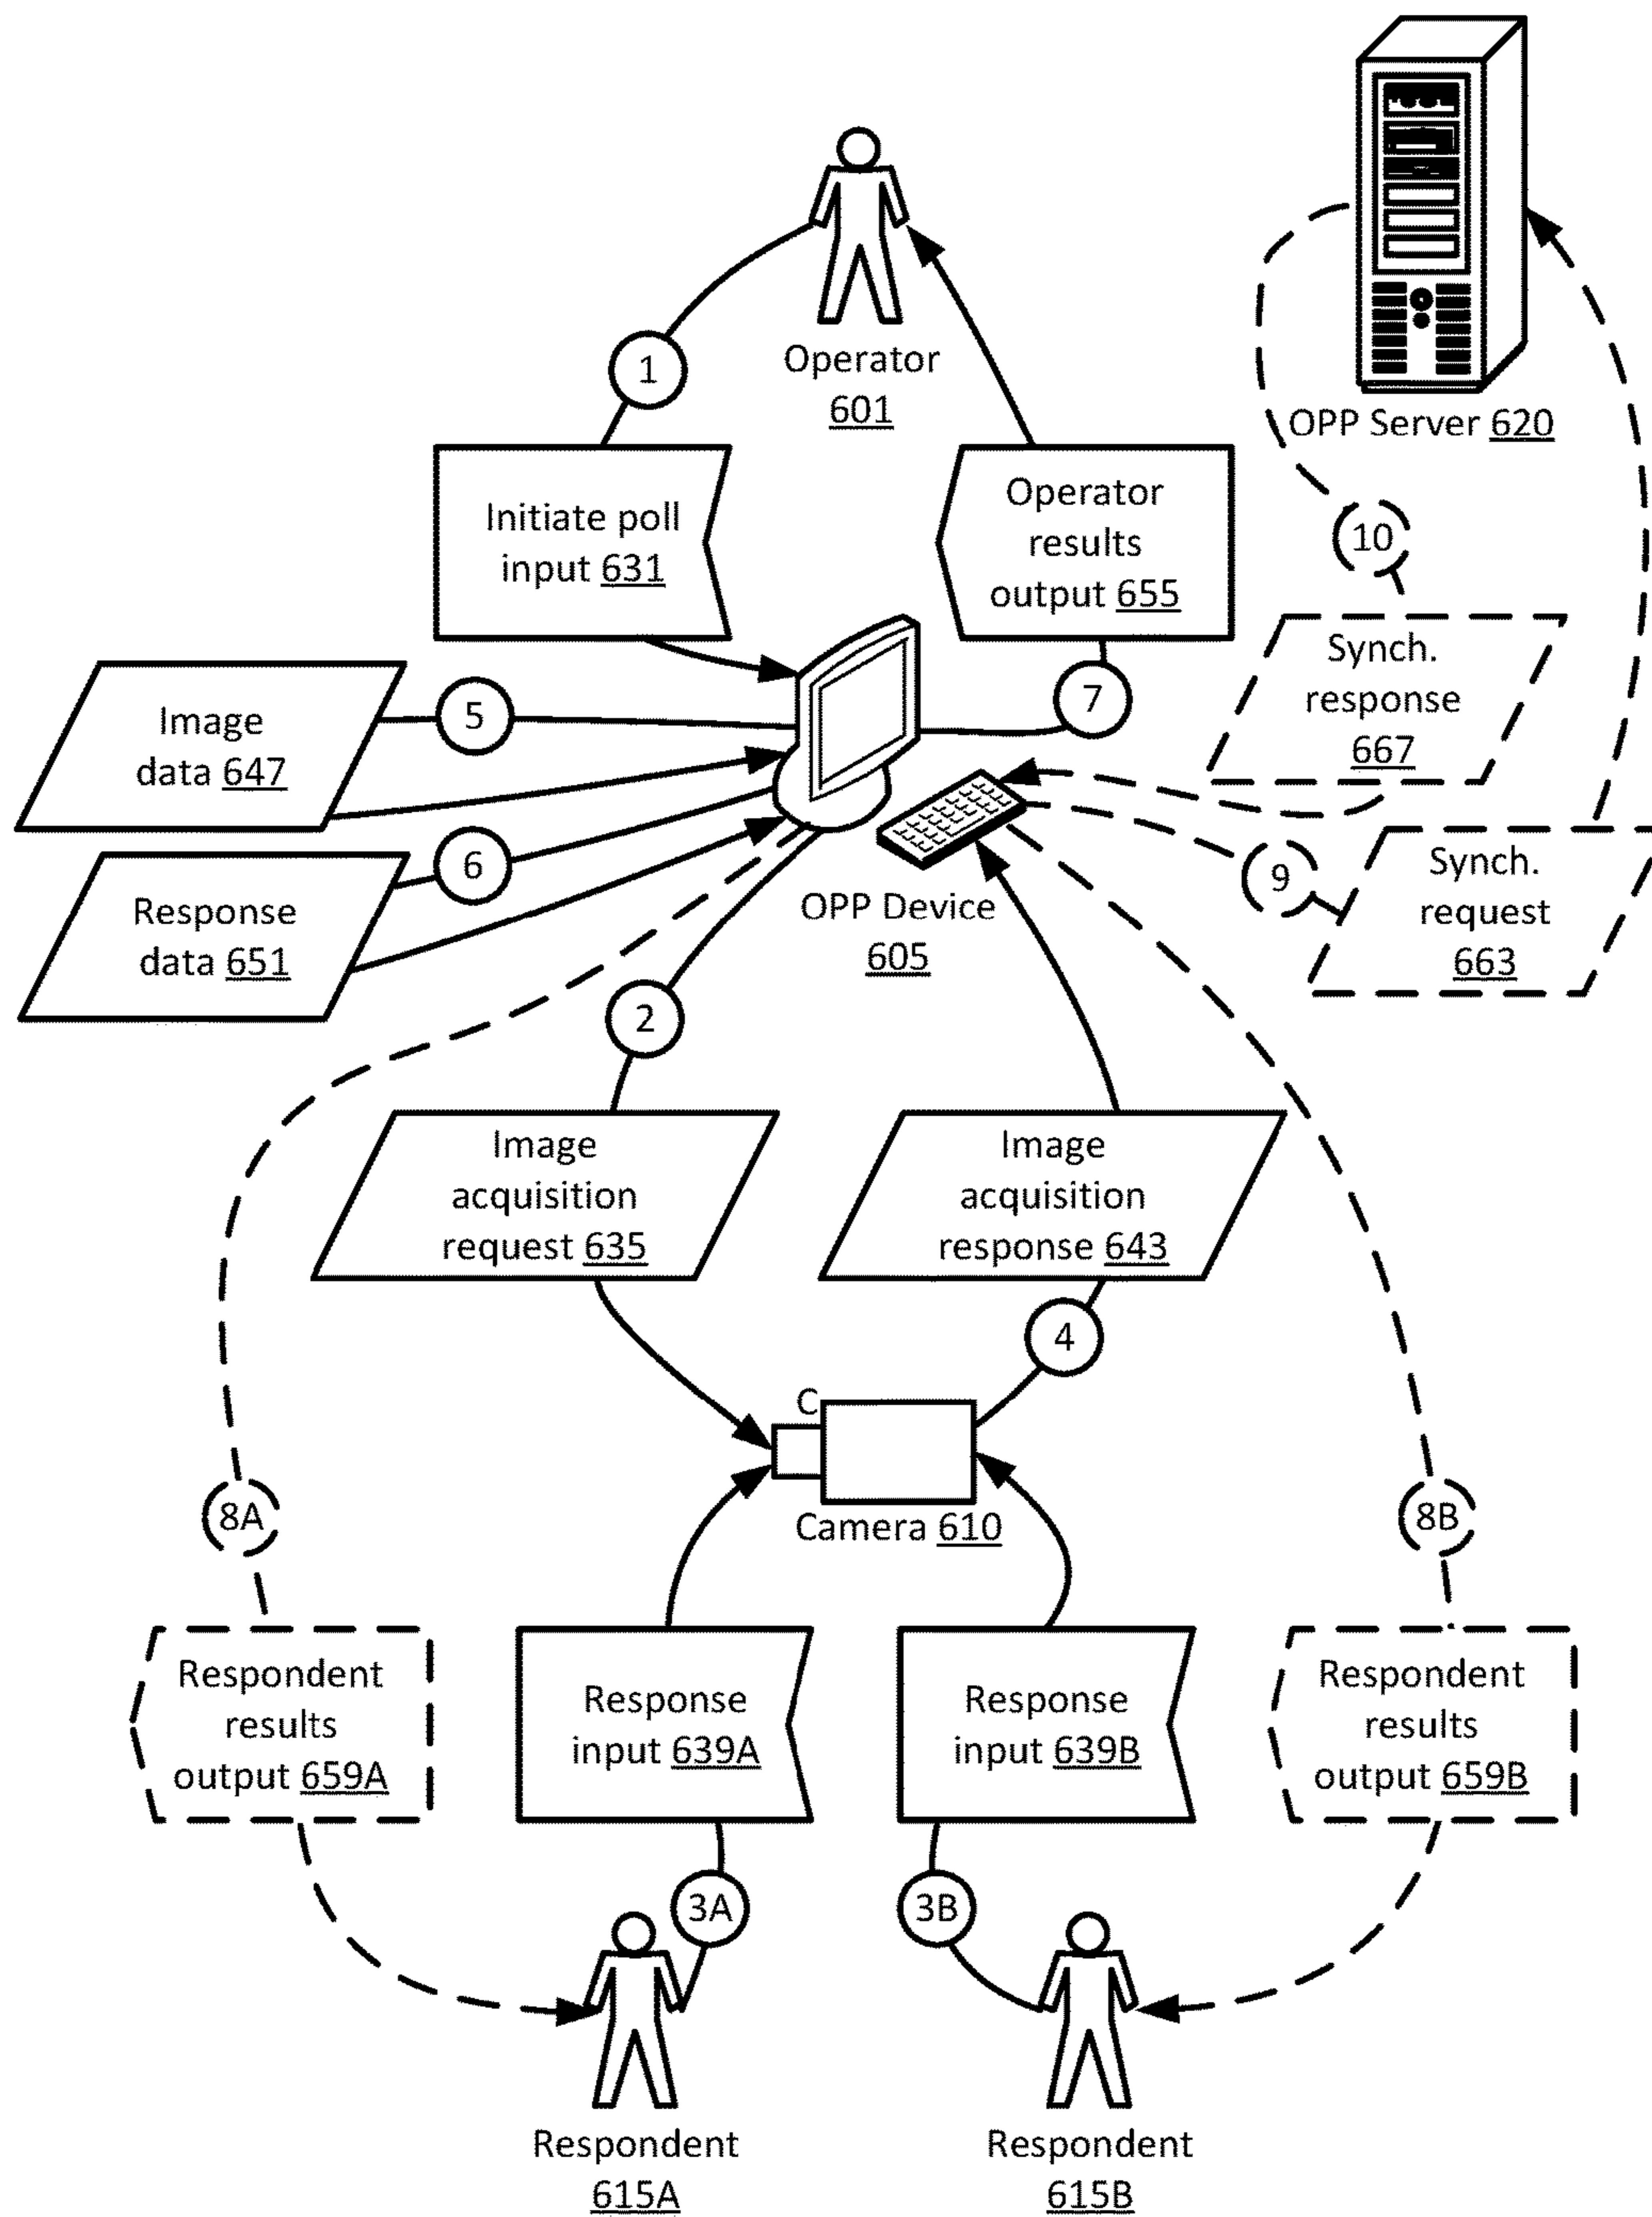 Operator
601
OPP Server 620
1
Initiate poll
input 631
Operator
results
output 655
10
Synch.
response
667
Image
data 647
5
7
Response
data 651
6
OPP Device
605
9
Synch.
request
663
2
Image
acquisition
request 635
Image
acquisition
response 643
4
C
Camera 610
8A
8B
Respondent
results
output 659A
Response
input 639A
Response
input 639B
Respondent
results
output 659B
3A
3B
Respondent
615A
Respondent
615B